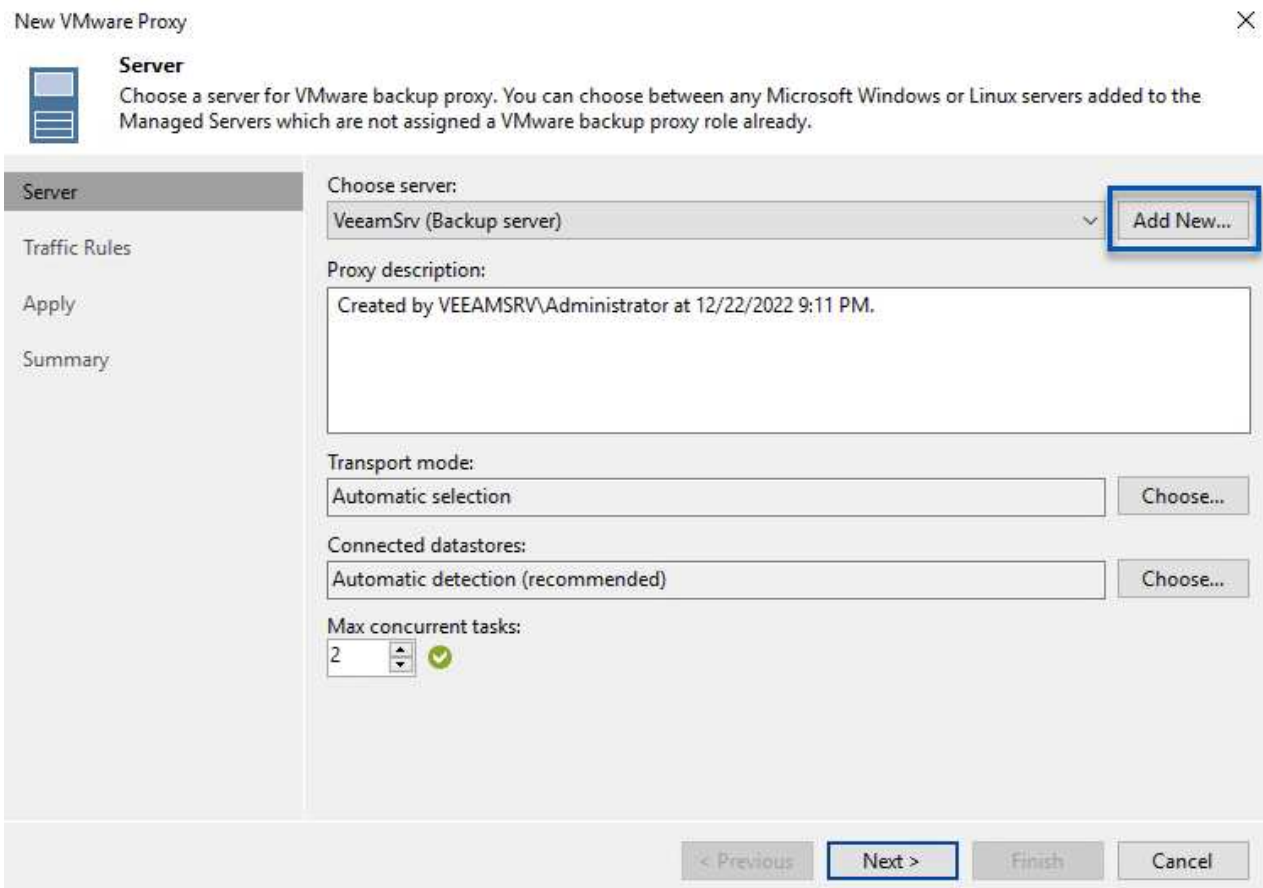 New VMware Proxy
Server
Choose a server for VMware backup proxy. You can choose between any Microsoft Windows or Linux servers added to the
Managed Servers which are not assigned a VMware backup proxy role already.
Server
Traffic Rules
Apply
Summary
Choose server:
VeeamSrv (Backup server)
Add New...
Proxy description:
Created by VEEAMSRV\Administrator at 12/22/2022 9:11 PM.
Transport mode:
Automatic selection
Choose...
Connected datastores:
Automatic detection (recommended)
Choose...
Max concurrent tasks:
2
< Previous
Next >
Finish
Cancel